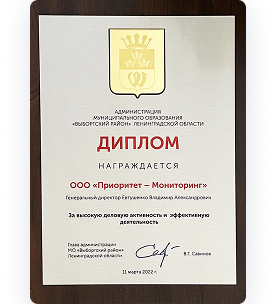 АДМИНИСТРАЦИЯ
МУНИЦИПАЛЬНОГО ОБРАЗОВАНИЯ
«ВЫБОРГСКИЙ РАЙОН» ЛЕНИНГРАДСКОЙ ОБЛАСТИ
ДИПЛОМ
НАГРАЖДАЕТСЯ
ООО «Приоритет – Мониторинг»
Генеральный директор Евтушенко Владимир Александрович
За высокую деловую активность и эффективную
деятельность
Глава администрации
МО «Выборгский район»
Ленинградской области
В.Г. Савинов
11 марта 2022 г.